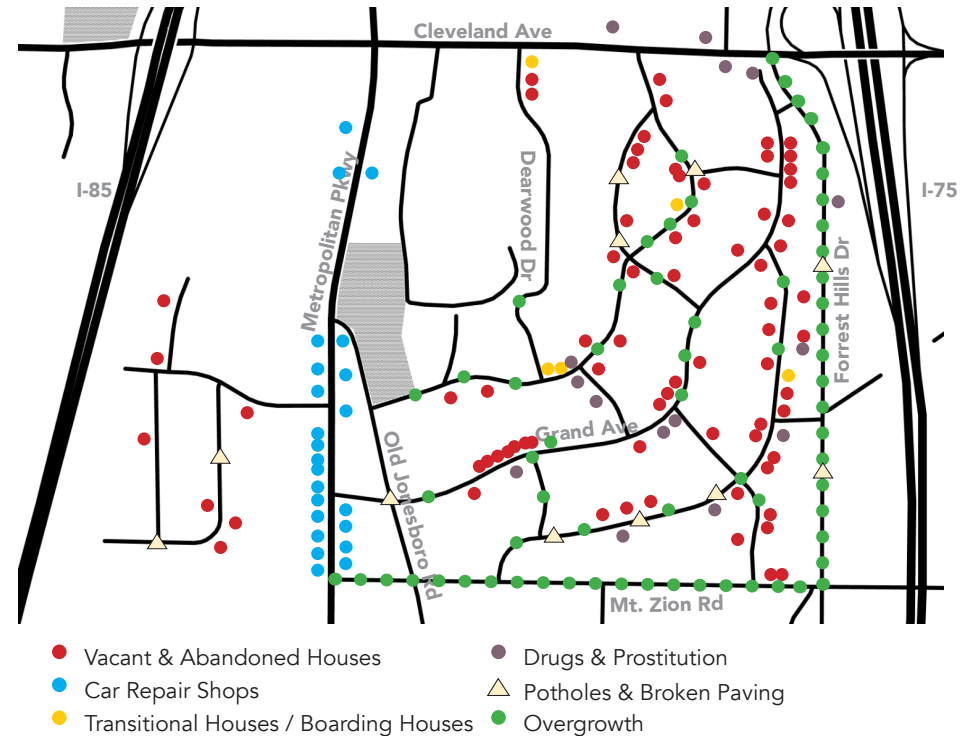 Cleveland Ave
I-85
Metropolitan Pkwy
Dearwood Dr
I-75
Forrest Hills Dr
Grand Ave
Old Jonesboro Rd
Mt. Zion Rd
Vacant & Abandoned Houses
Car Repair Shops
Transitional Houses / Boarding Houses
Drugs & Prostitution
Potholes & Broken Paving
Overgrowth